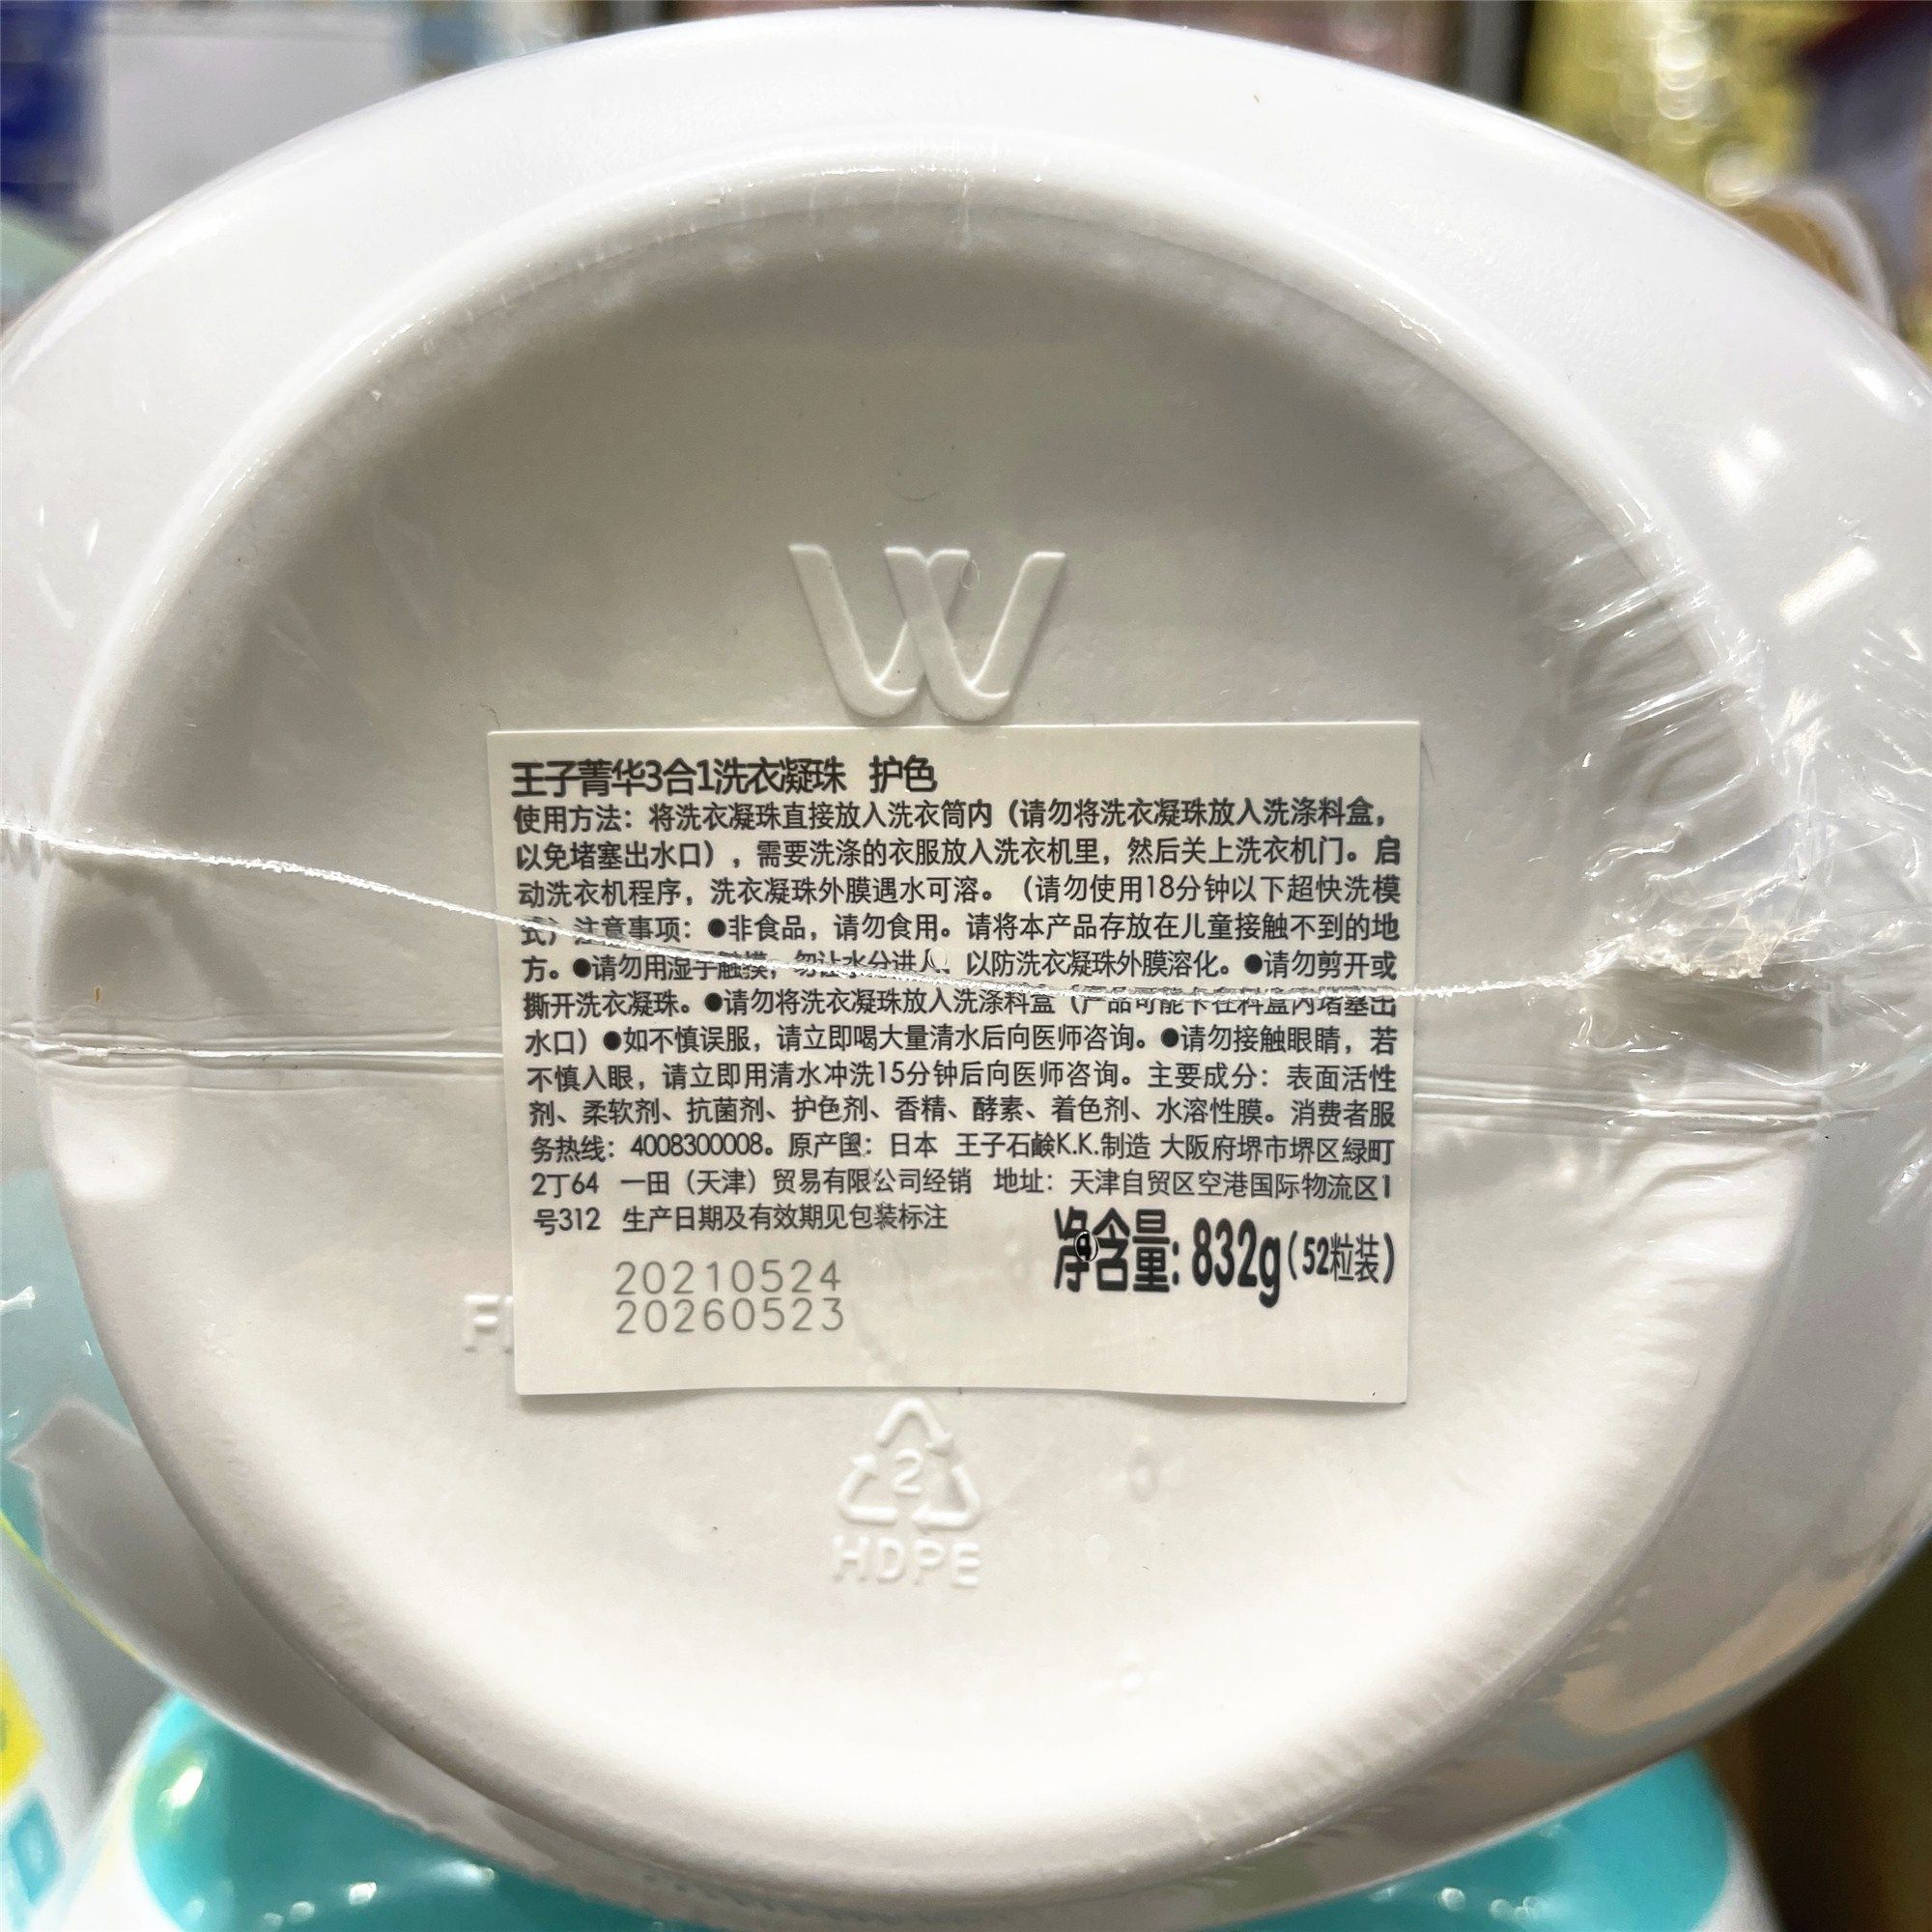 W
王子菁华3合1洗衣凝珠 护色
使用方法：将洗衣凝珠直接放入洗衣筒内（请勿将洗衣凝珠放入洗涤料盒，
以免堵塞出水口），需要洗涤的衣服放入洗衣机里，然后关上洗衣机门。启
动洗衣机程序，洗衣凝珠外膜遇水可溶。（请勿使用18分钟以下超快洗模
式）注意事项：●非食品，请勿食用。请将本产品存放在儿童接触不到的地
方。●请勿用湿手触摸，勿让水分进入，以防洗衣凝珠外膜溶化。●请勿剪开或
撕开洗衣凝珠。●请勿将洗衣凝珠放入洗涤料盒（产品可能卡在料盒内堵塞出
水口）●如不慎误服，请立即喝大量清水后向医师咨询。●请勿接触眼睛，若
不慎入眼，请立即用清水冲洗15分钟后向医师咨询。主要成分：表面活性
剂、柔软剂、抗菌剂、护色剂、香精、酵素、着色剂、水溶性膜。消费者服
务热线：4008300008。原产国：日本 王子石鹸K.K.制造 大阪府堺市堺区緑町
2丁64 一田（天津）贸易有限公司经销 地址：天津自贸区空港国际物流区1
号312 生产日期及有效期见包装标注
净含量: 832g(52粒装)
20210524
20260523
2
HDPE